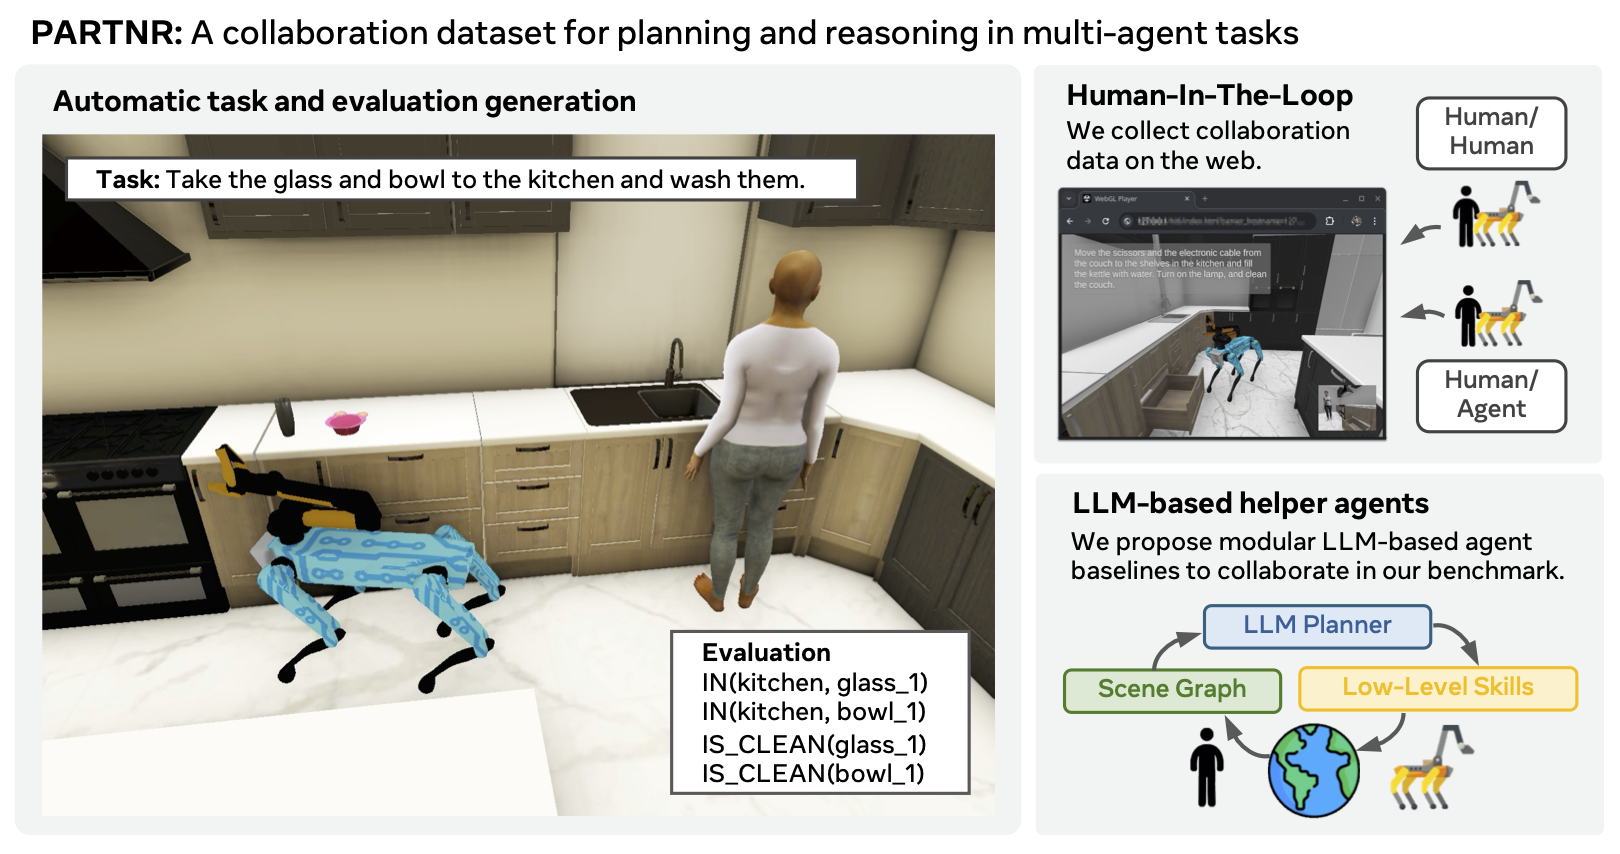 PARTNR: A collaboration dataset for planning and reasoning in multi-agent tasks
Automatic task and evaluation generation
Task: Take the glass and bowl to the kitchen and wash them.
Evaluation
IN(kitchen, glass_1)
IN(kitchen, bowl_1)
IS_CLEAN(glass_1)
IS_CLEAN(bowl_1)
Human-In-The-Loop
We collect collaboration
data on the web.
WebGL Player
Move the scissors and the electronic cable from
the couch to the shelves in the kitchen and fill
the kettle with water. Turn on the lamp, and clean
the couch.
Human/
Human
Human/
Agent
LLM-based helper agents
We propose modular LLM-based agent
baselines to collaborate in our benchmark.
LLM Planner
Scene Graph
Low-Level Skills